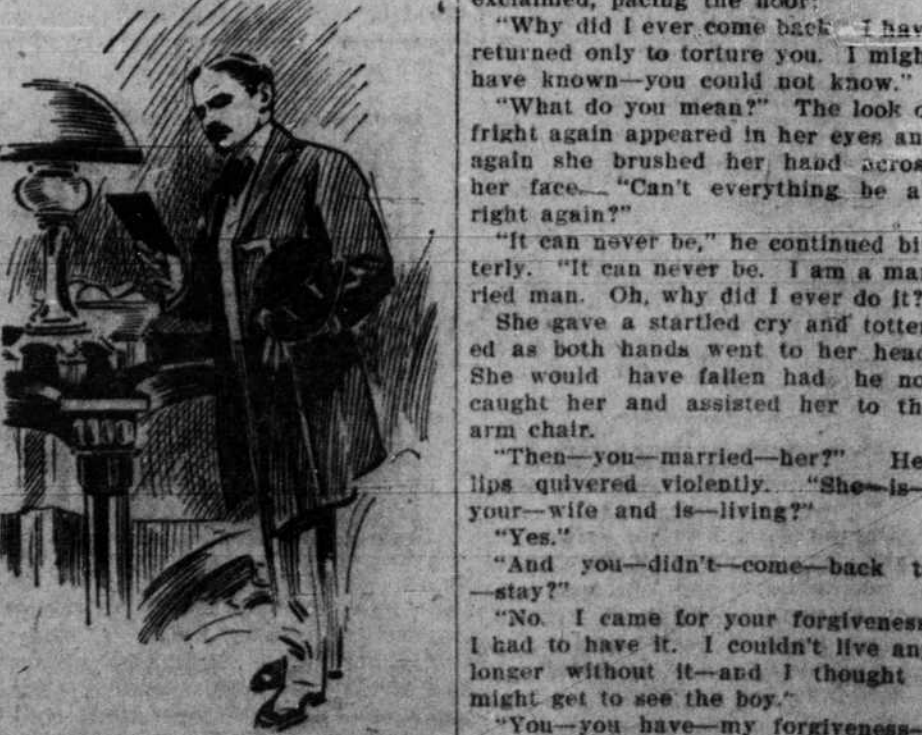 exclaimed, pacing the floor:
"Why did I ever come back I hav
returned only to torture you. I migh
have known—you could not know."
"What do you mean?" The look o
fright again appeared in her eyes an
again she brushed her hand acros
her face. "Can't everything be a
right again?"
"It can never be," he continued bit
terly. "It can never be. I am a mar
ried man. Oh, why did I ever do it?
She gave a startled cry and totter
ed as both hands went to her head
She would have fallen had he no
caught her and assisted her to th
arm chair.
"Then—you—married—her?" He
lips quivered violently. "She—is—
your—wife and is—living?"
"Yes."
"And you—didn't—come—back t
—stay?"
"No. I came for your forgiveness
I had to have it. I couldn't live an
longer without it—and I thought
might get to see the boy."
"You—you have—my forgiveness—